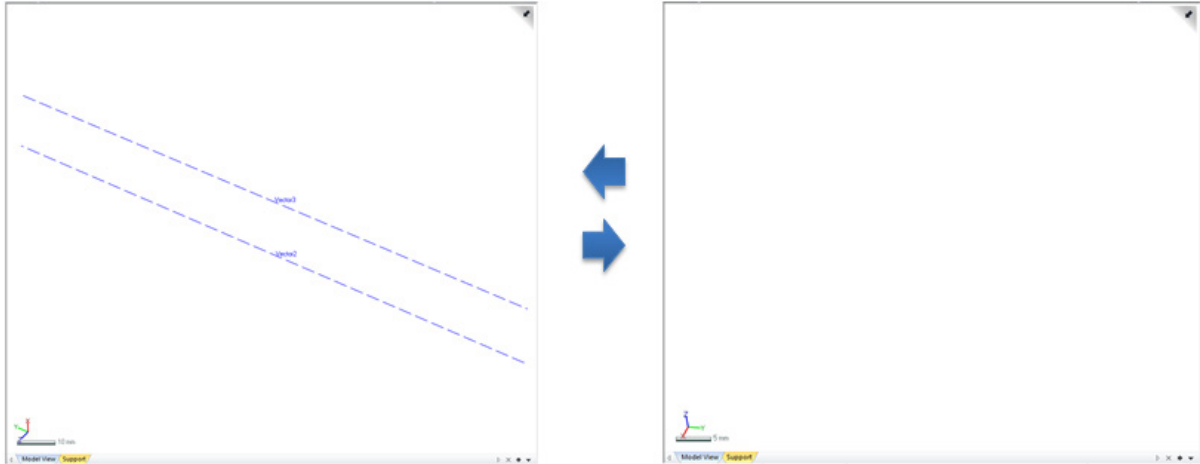 Vector3
Vector2
X
Y
Z
10 mm
Model View
Support
Z
Y
X
5 mm
Model View
Support